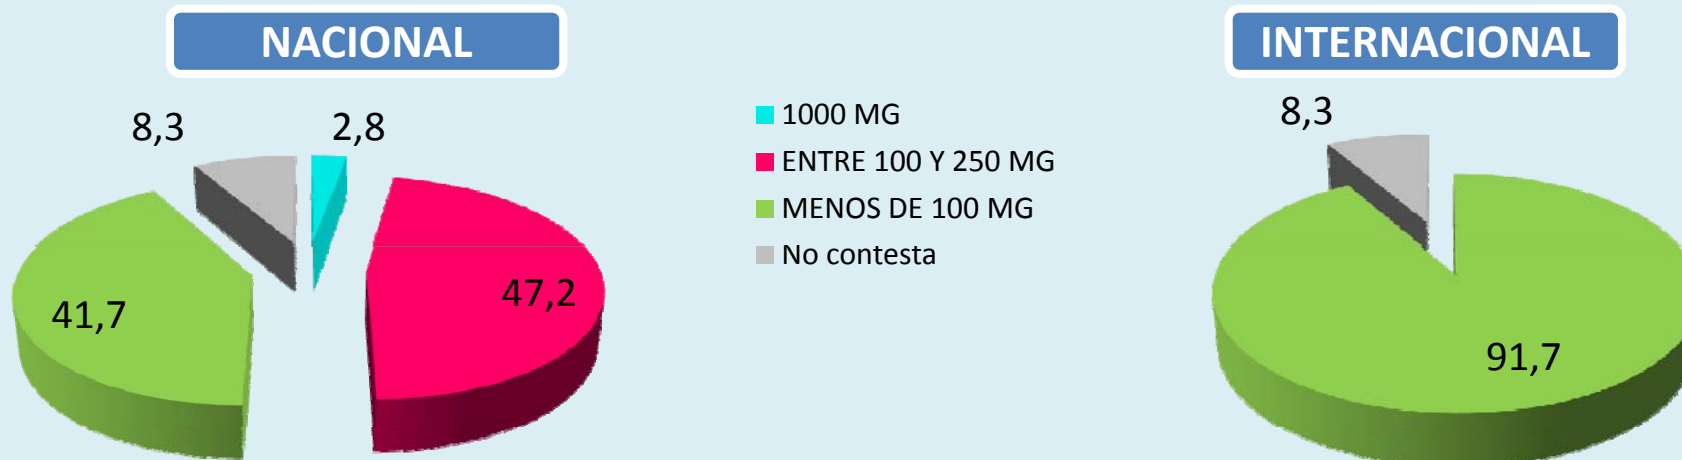 NACIONAL
8,3
2,8
47,2
41,7
1000 MG
ENTRE 100 Y 250 MG
MENOS DE 100 MG
No contesta
INTERNACIONAL
8,3
91,7